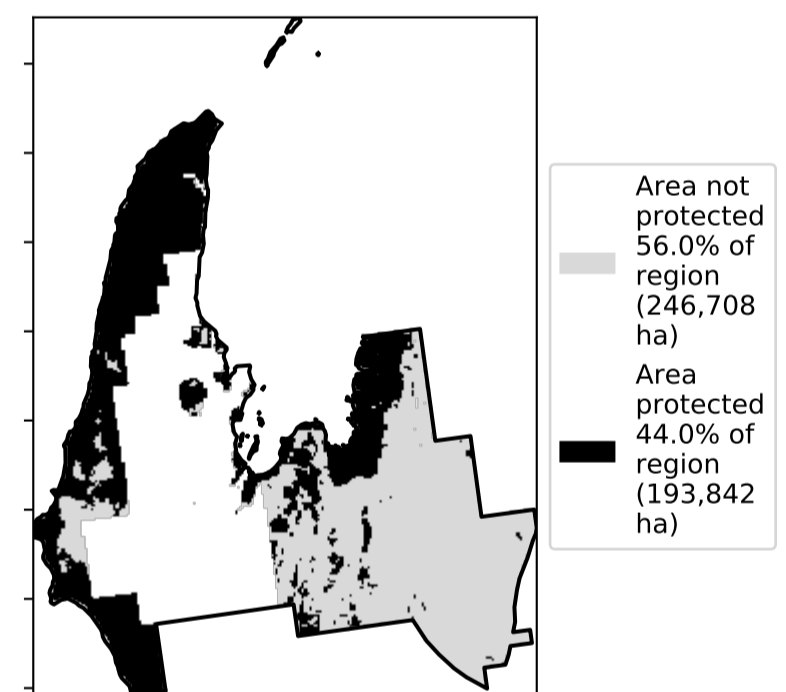 Area not
protected
56.0% of
region
(246,708
ha)
Area
protected
44.0% of
region
(193,842
ha)